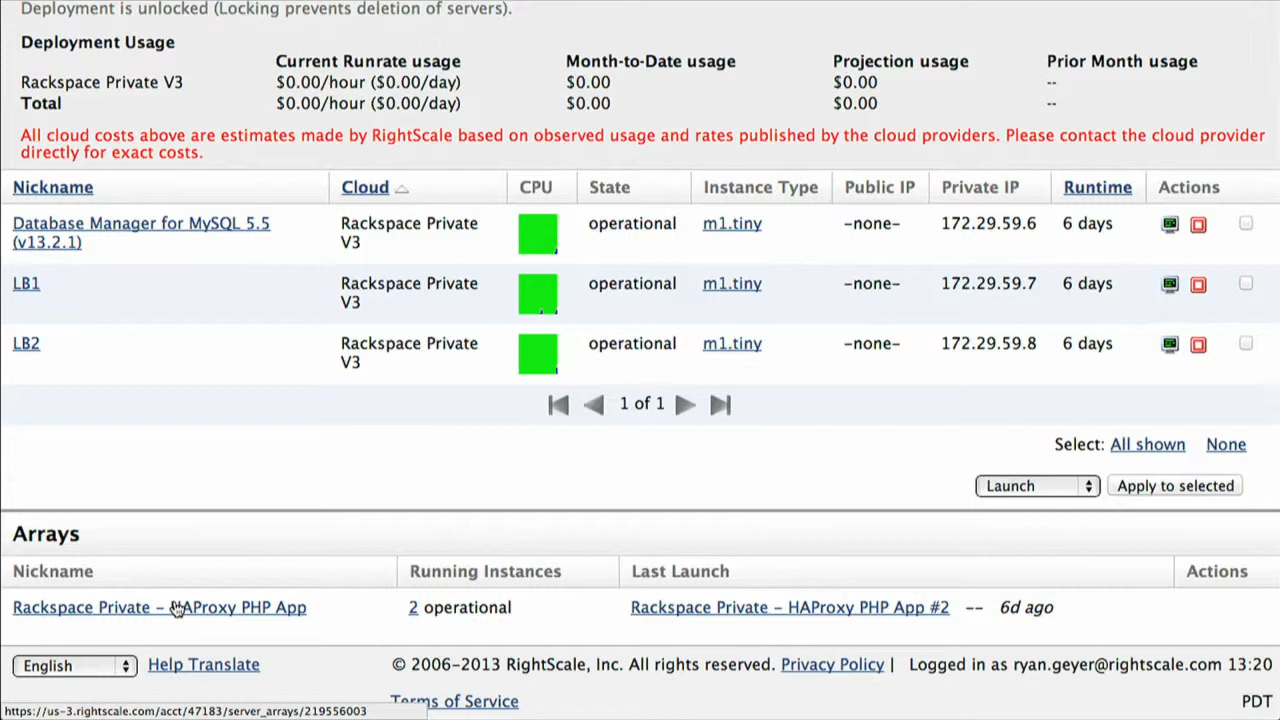 Deployment is unlocked (Locking prevents deletion of servers).
Deployment Usage
Current Runrate usage Month-to-Date usage Projection usage Prior Month usage
Rackspace Private V3 $0.00/hour ($0.00/day) $0.00 $0.00 --
Total $0.00/hour ($0.00/day) $0.00 $0.00 --
All cloud costs above are estimates made by RightScale based on observed usage and rates published by the cloud providers. Please contact the cloud provider
directly for exact costs.
Nickname Cloud CPU State Instance Type Public IP Private IP Runtime Actions
Database Manager for MySQL 5.5 Rackspace Private operational m1.tiny -none- 172.29.59.6 6 days
(v13.2.1) V3
LB1 Rackspace Private operational m1.tiny -none- 172.29.59.7 6 days
V3
LB2 Rackspace Private operational m1.tiny -none- 172.29.59.8 6 days
V3
1 of 1
Select: All shown None
Launch Apply to selected
Arrays
Nickname Running Instances Last Launch Actions
Rackspace Private - HAProxy PHP App 2 operational Rackspace Private - HAProxy PHP App #2 -- 6d ago
English Help Translate © 2006-2013 RightScale, Inc. All rights reserved. Privacy Policy | Logged in as ryan.geyer@rightscale.com 13:20
Terms of Service PDT
https://us-3.rightscale.com/acct/47183/server_arrays/219556003